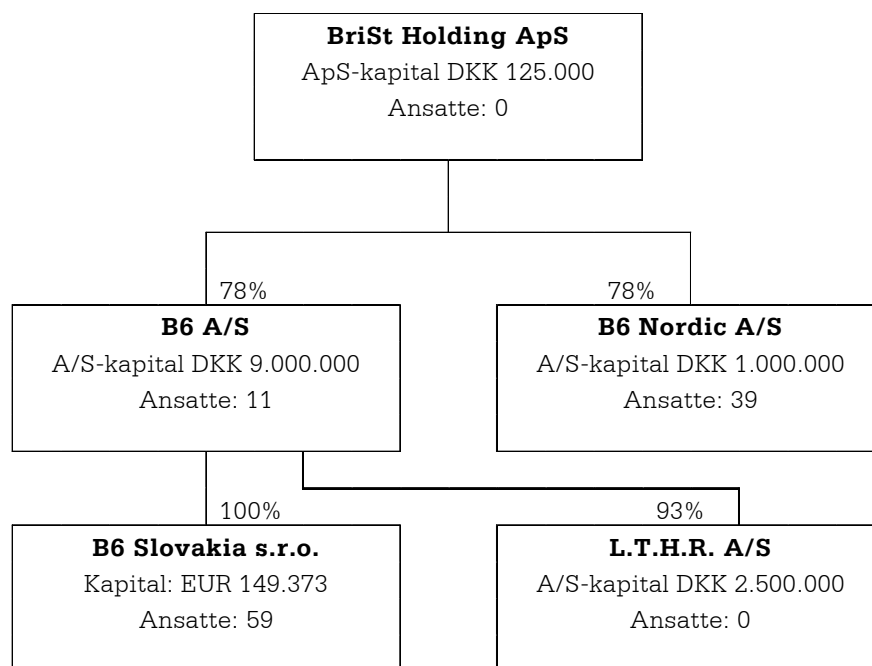 BriSt Holding ApS
ApS-kapital DKK 125.000
Ansatte: 0
78%
78%
B6 A/S
A/S-kapital DKK 9.000.000
Ansatte: 11
B6 Nordic A/S
A/S-kapital DKK 1.000.000
Ansatte: 39
100%
93%
B6 Slovakia s.r.o.
Kapital: EUR 149.373
Ansatte: 59
L.T.H.R. A/S
A/S-kapital DKK 2.500.000
Ansatte: 0